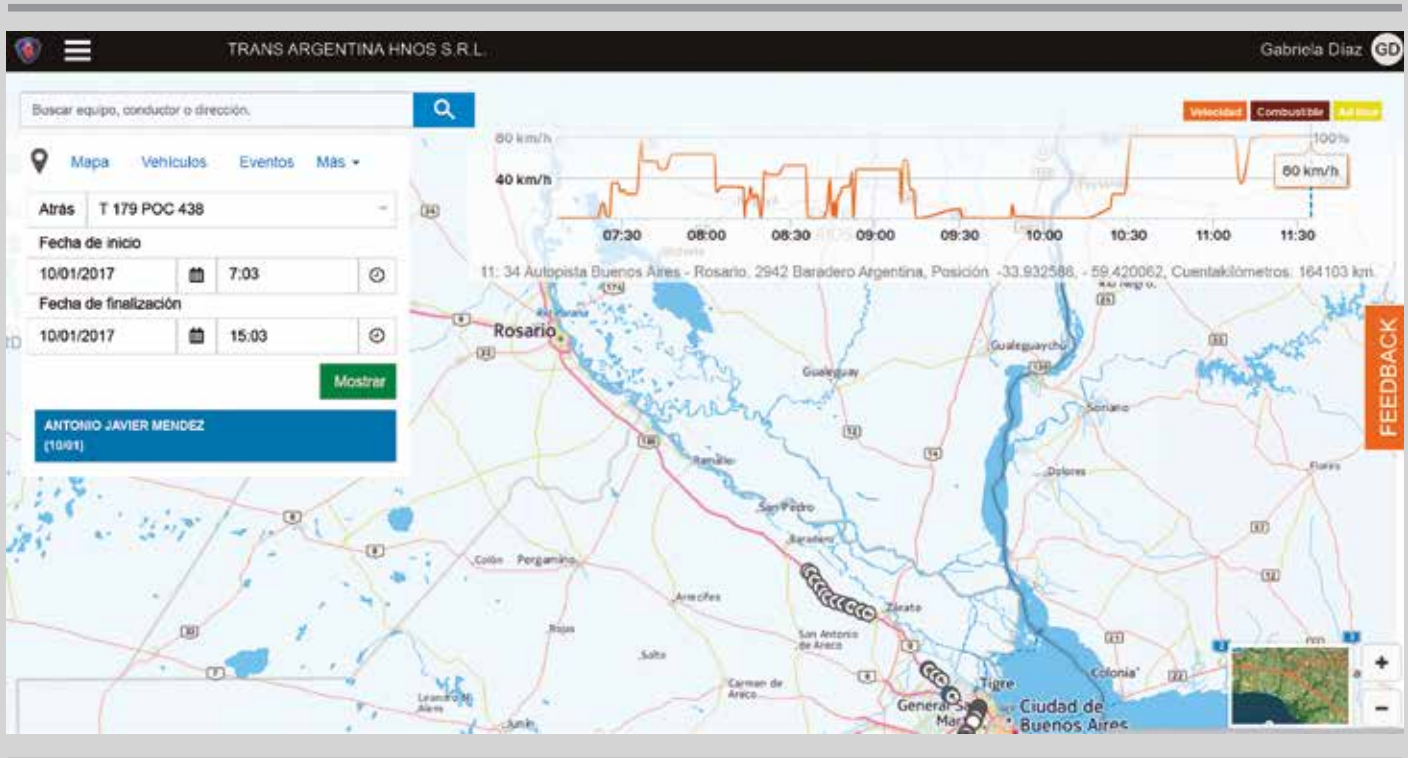 TRANS ARGENTINA HNOS S.R.L.
Gabriela Díaz GD
Buscar equipo, conductor o dirección.
Velocidad Combustible
Mapa Vehículos Eventos Más
Atrás T 179 POC 438
Fecha de inicio
10/01/2017 7:03
Fecha de finalización
10/01/2017 15:03
Mostrar
ANTONIO JAVIER MENDEZ
(10/01)
80 km/h
40 km/h
100%
80 km/h
07:30 08:00 08:30 09:00 09:30 10:00 10:30 11:00 11:30
11: 34 Autopista Buenos Aires - Rosario, 2942 Baradero Argentina, Posición -33.932586, - 59.420062, Cuentakilómetros: 164103 km.
FEEDBACK
Rosario
Gualeguaychú
Gualeguay
Soriano
Ramallo
Dolores
Flores
San Pedro
Baradero
Colón
Pergamino
Arrecifes
Zárate
Rojas
Salto
San Antonio
de Areco
Carmen de
Areco
Junín
Tigre
Colonia
Ciudad de
Buenos Aires
+
-